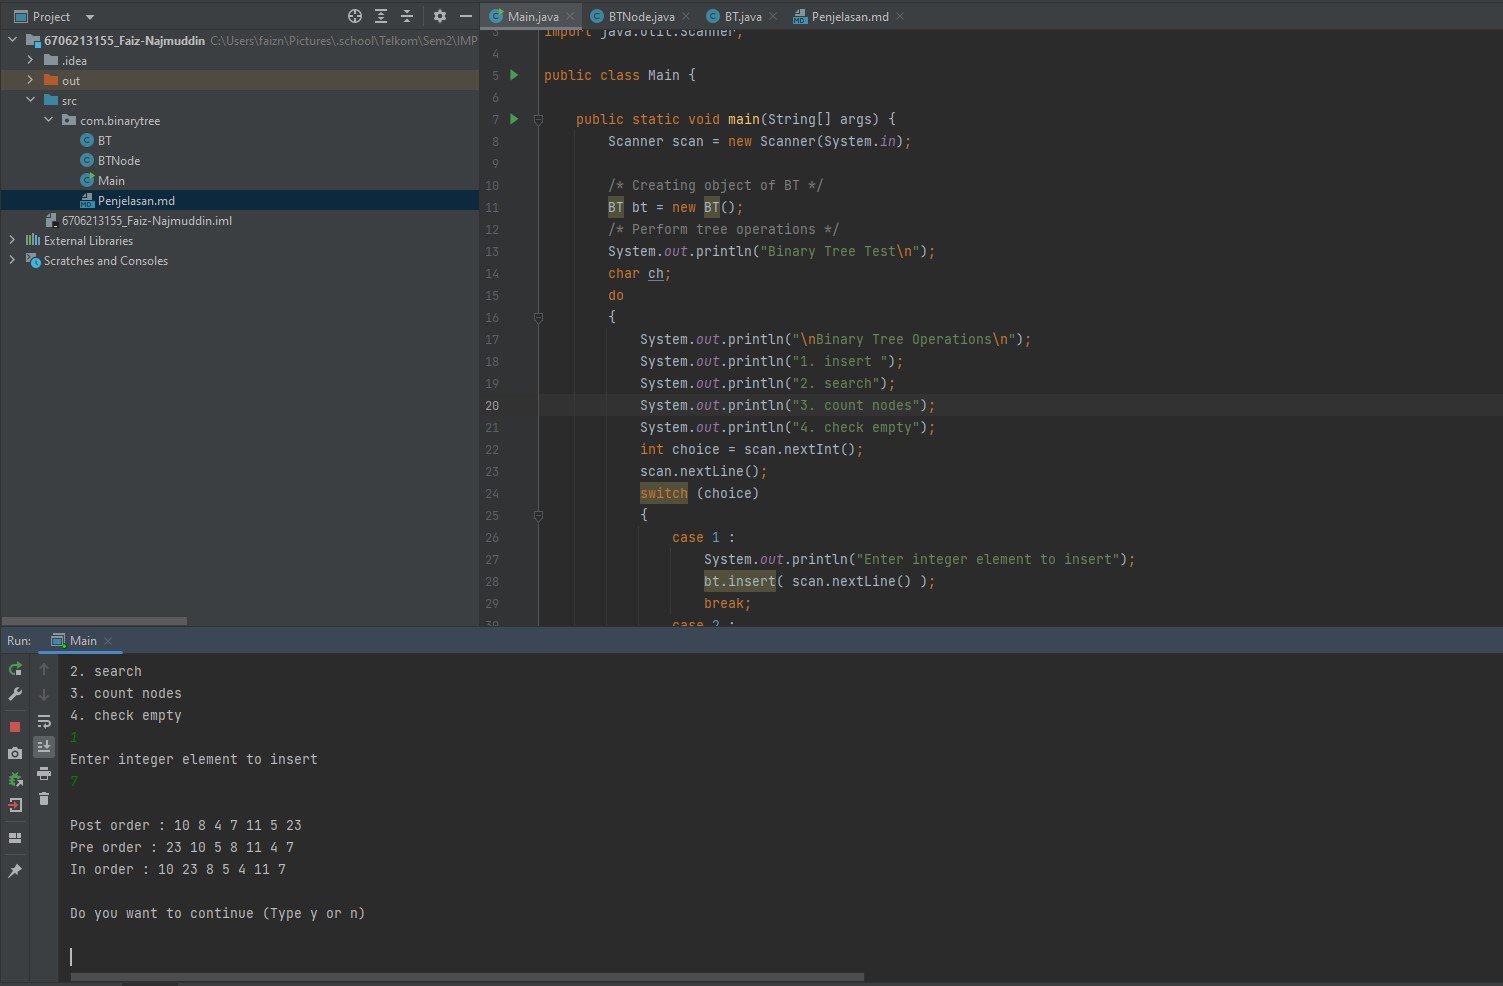 Project
6706213155_Faiz-Najmuddin C:\Users\faizn\Pictures\.school\Telkom\Sem2\IMP
.idea
out
src
com.binarytree
BT
BTNode
Main
Penjelasan.md
6706213155_Faiz-Najmuddin.iml
External Libraries
Scratches and Consoles
Main.java BTNode.java BT.java Penjelasan.md
3 import java.util.Scanner;
4
5 public class Main {
6
7 public static void main(String[] args) {
8 Scanner scan = new Scanner(System.in);
9
10 /* Creating object of BT */
11 BT bt = new BT();
12 /* Perform tree operations */
13 System.out.println("Binary Tree Test\n");
14 char ch;
15 do
16 {
17 System.out.println("\nBinary Tree Operations\n");
18 System.out.println("1. insert ");
19 System.out.println("2. search");
20 System.out.println("3. count nodes");
21 System.out.println("4. check empty");
22 int choice = scan.nextInt();
23 scan.nextLine();
24 switch (choice)
25 {
26 case 1 :
27 System.out.println("Enter integer element to insert");
28 bt.insert( scan.nextLine() );
29 break;
30 case 2 :
Run: Main
2. search
3. count nodes
4. check empty
1
Enter integer element to insert
7
Post order : 10 8 4 7 11 5 23
Pre order : 23 10 5 8 11 4 7
In order : 10 23 8 5 4 11 7
Do you want to continue (Type y or n)